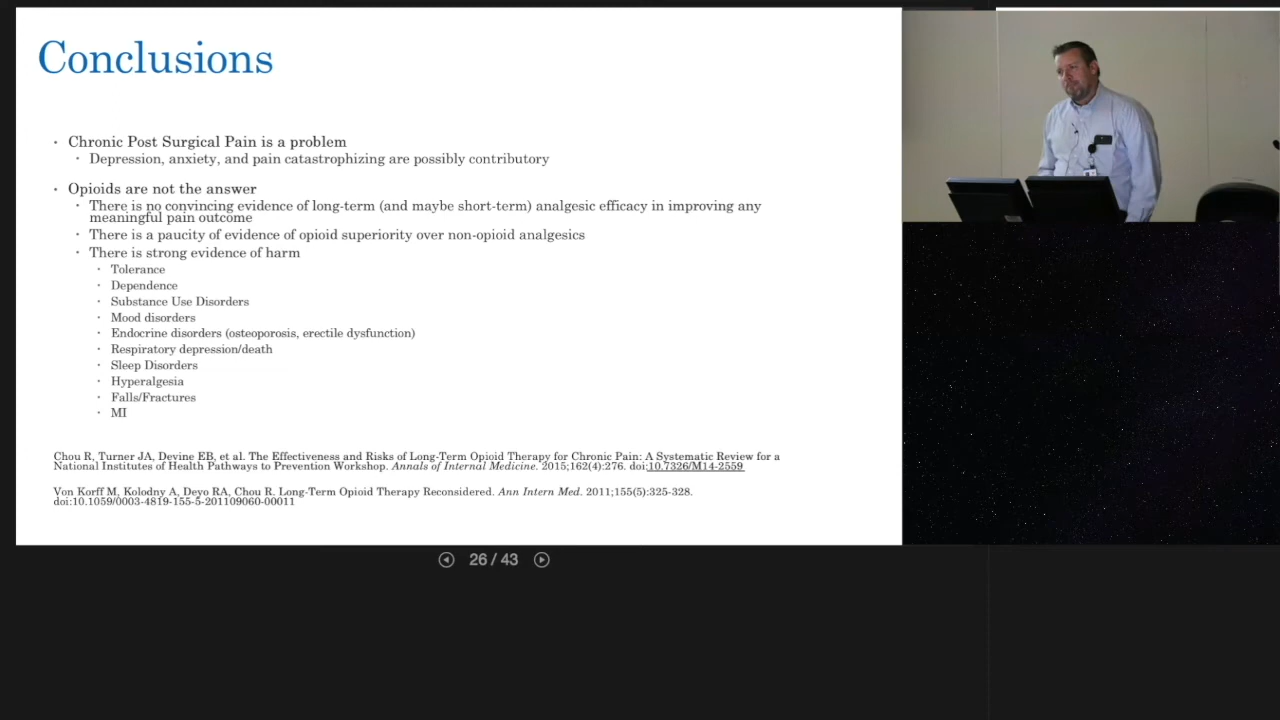 Conclusions
• Chronic Post Surgical Pain is a problem
• Depression, anxiety, and pain catastrophizing are possibly contributory
• Opioids are not the answer
• There is no convincing evidence of long-term (and maybe short-term) analgesic efficacy in improving any
meaningful pain outcome
• There is a paucity of evidence of opioid superiority over non-opioid analgesics
• There is strong evidence of harm
• Tolerance
• Dependence
• Substance Use Disorders
• Mood disorders
• Endocrine disorders (osteoporosis, erectile dysfunction)
• Respiratory depression/death
• Sleep Disorders
• Hyperalgesia
• Falls/Fractures
• MI
Chou R, Turner JA, Devine EB, et al. The Effectiveness and Risks of Long-Term Opioid Therapy for Chronic Pain: A Systematic Review for a
National Institutes of Health Pathways to Prevention Workshop. Annals of Internal Medicine. 2015;162(4):276. doi:10.7326/M14-2559
Von Korff M, Kolodny A, Deyo RA, Chou R. Long-Term Opioid Therapy Reconsidered. Ann Intern Med. 2011;155(5):325-328.
doi:10.1059/0003-4819-155-5-201109060-00011
26 / 43